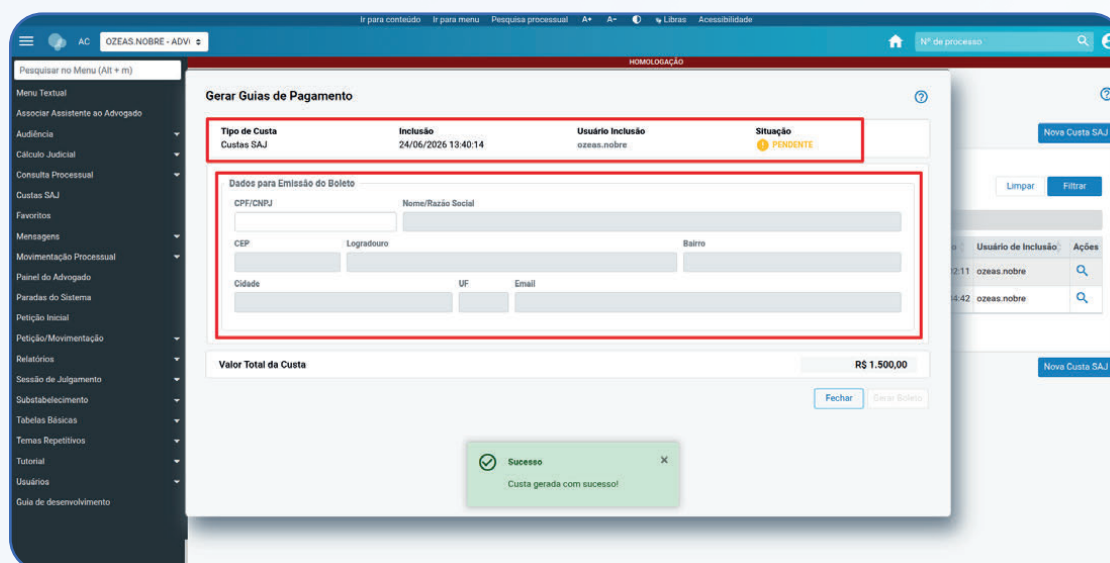 Ir para conteúdo Ir para menu Pesquisa processual A+ A- Libras Acessibilidade
AC OZEAS.NOBRE - ADV Nº de processo
Pesquisar no Menu (Alt + m) HOMOLOGAÇÃO
Menu Textual
Associar Assistente ao Advogado
Audiência
Cálculo Judicial
Consulta Processual
Custas SAJ
Favoritos
Mensagens
Movimentação Processual
Painel do Advogado
Paradas do Sistema
Petição Inicial
Petição/Movimentação
Relatórios
Sessão de Julgamento
Substabelecimento
Tabelas Básicas
Temas Repetitivos
Tutorial
Usuários
Guia de desenvolvimento
Gerar Guias de Pagamento
Tipo de Custa Inclusão Usuário Inclusão Situação
Custas SAJ 24/06/2026 13:40:14 ozeas.nobre PENDENTE
Dados para Emissão do Boleto
CPF/CNPJ Nome/Razão Social
CEP Logradouro Bairro
Cidade UF Email
Valor Total da Custa R$ 1.500,00
Fechar Gerar Boleto
Sucesso
Custa gerada com sucesso!
Nova Custa SAJ
Limpar Filtrar
o Usuário de Inclusão Ações
2:11 ozeas.nobre
4:42 ozeas.nobre
Nova Custa SAJ